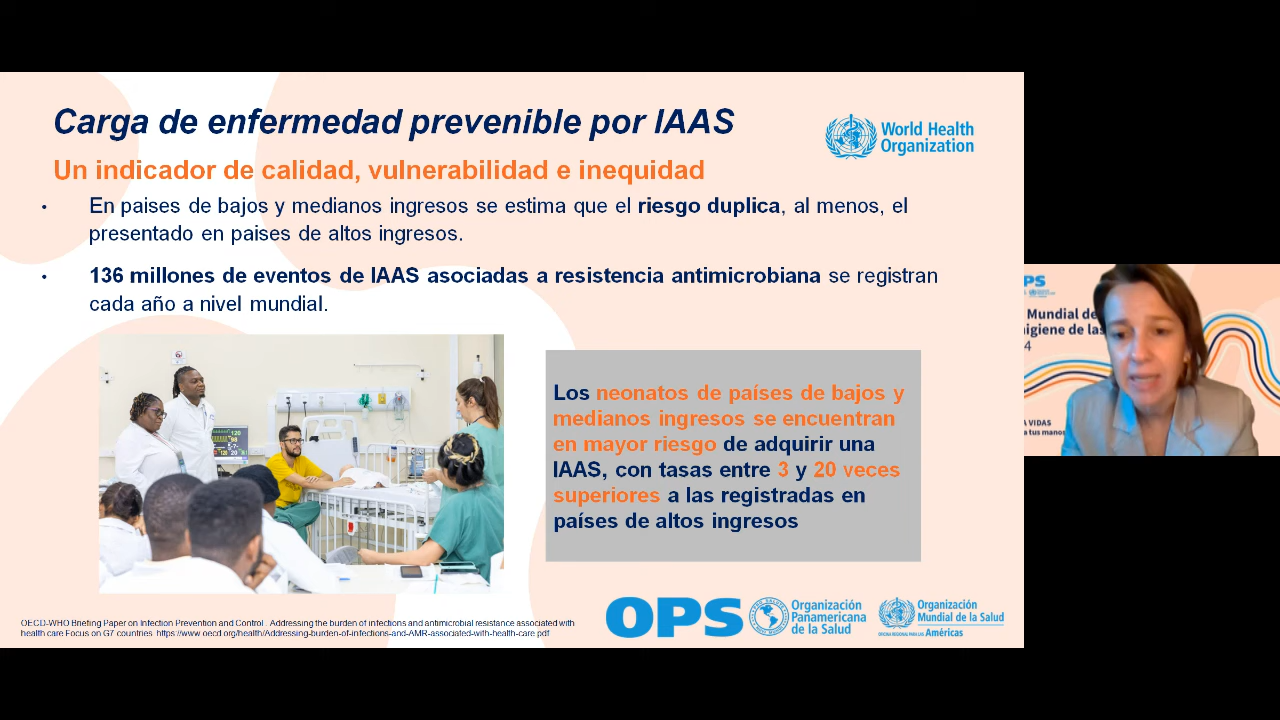 Carga de enfermedad prevenible por IAAS
World Health
Organization
Un indicador de calidad, vulnerabilidad e inequidad
• En paises de bajos y medianos ingresos se estima que el riesgo duplica, al menos, el
presentado en paises de altos ingresos.
• 136 millones de eventos de IAAS asociadas a resistencia antimicrobiana se registran
cada año a nivel mundial.
Los neonatos de países de bajos y
medianos ingresos se encuentran
en mayor riesgo de adquirir una
IAAS, con tasas entre 3 y 20 veces
superiores a las registradas en
países de altos ingresos
OECD-WHO Briefing Paper on Infection Prevention and Control . Addressing the burden of infections and antimicrobial resistance associated with
health care Focus on G7 countries. https://www.oecd.org/health/Addressing-burden-of-infections-and-AMR-associated-with-health-care.pdf
OPS
Organización
Panamericana
de la Salud
Organización
Mundial de la Salud
OFICINA REGIONAL PARA LAS Américas
PS
Mundial de
igiene de las
4
A VIDAS
a tus manos